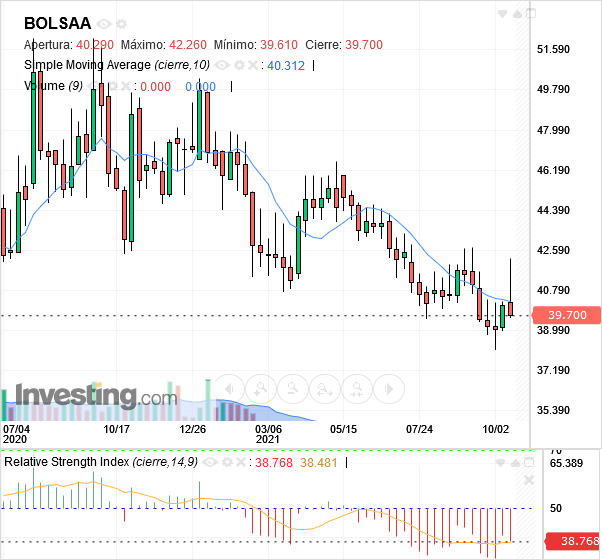 BOLSAA
Apertura: 40.290 Máximo: 42.260 Mínimo: 39.610 Cierre: 39.700
Simple Moving Average (cierre,10) : 40.312
Volume (9) : 0.000 0.000
51.590
49.790
47.990
46.190
44.390
42.590
40.790
39.700
38.990
37.190
35.390
Investing.com
07/04 10/17 12/26 03/06 05/15 07/24 10/02
2020 2021
70
Relative Strength Index (cierre,14,9) : 38.768 38.481
65.389
50
38.768